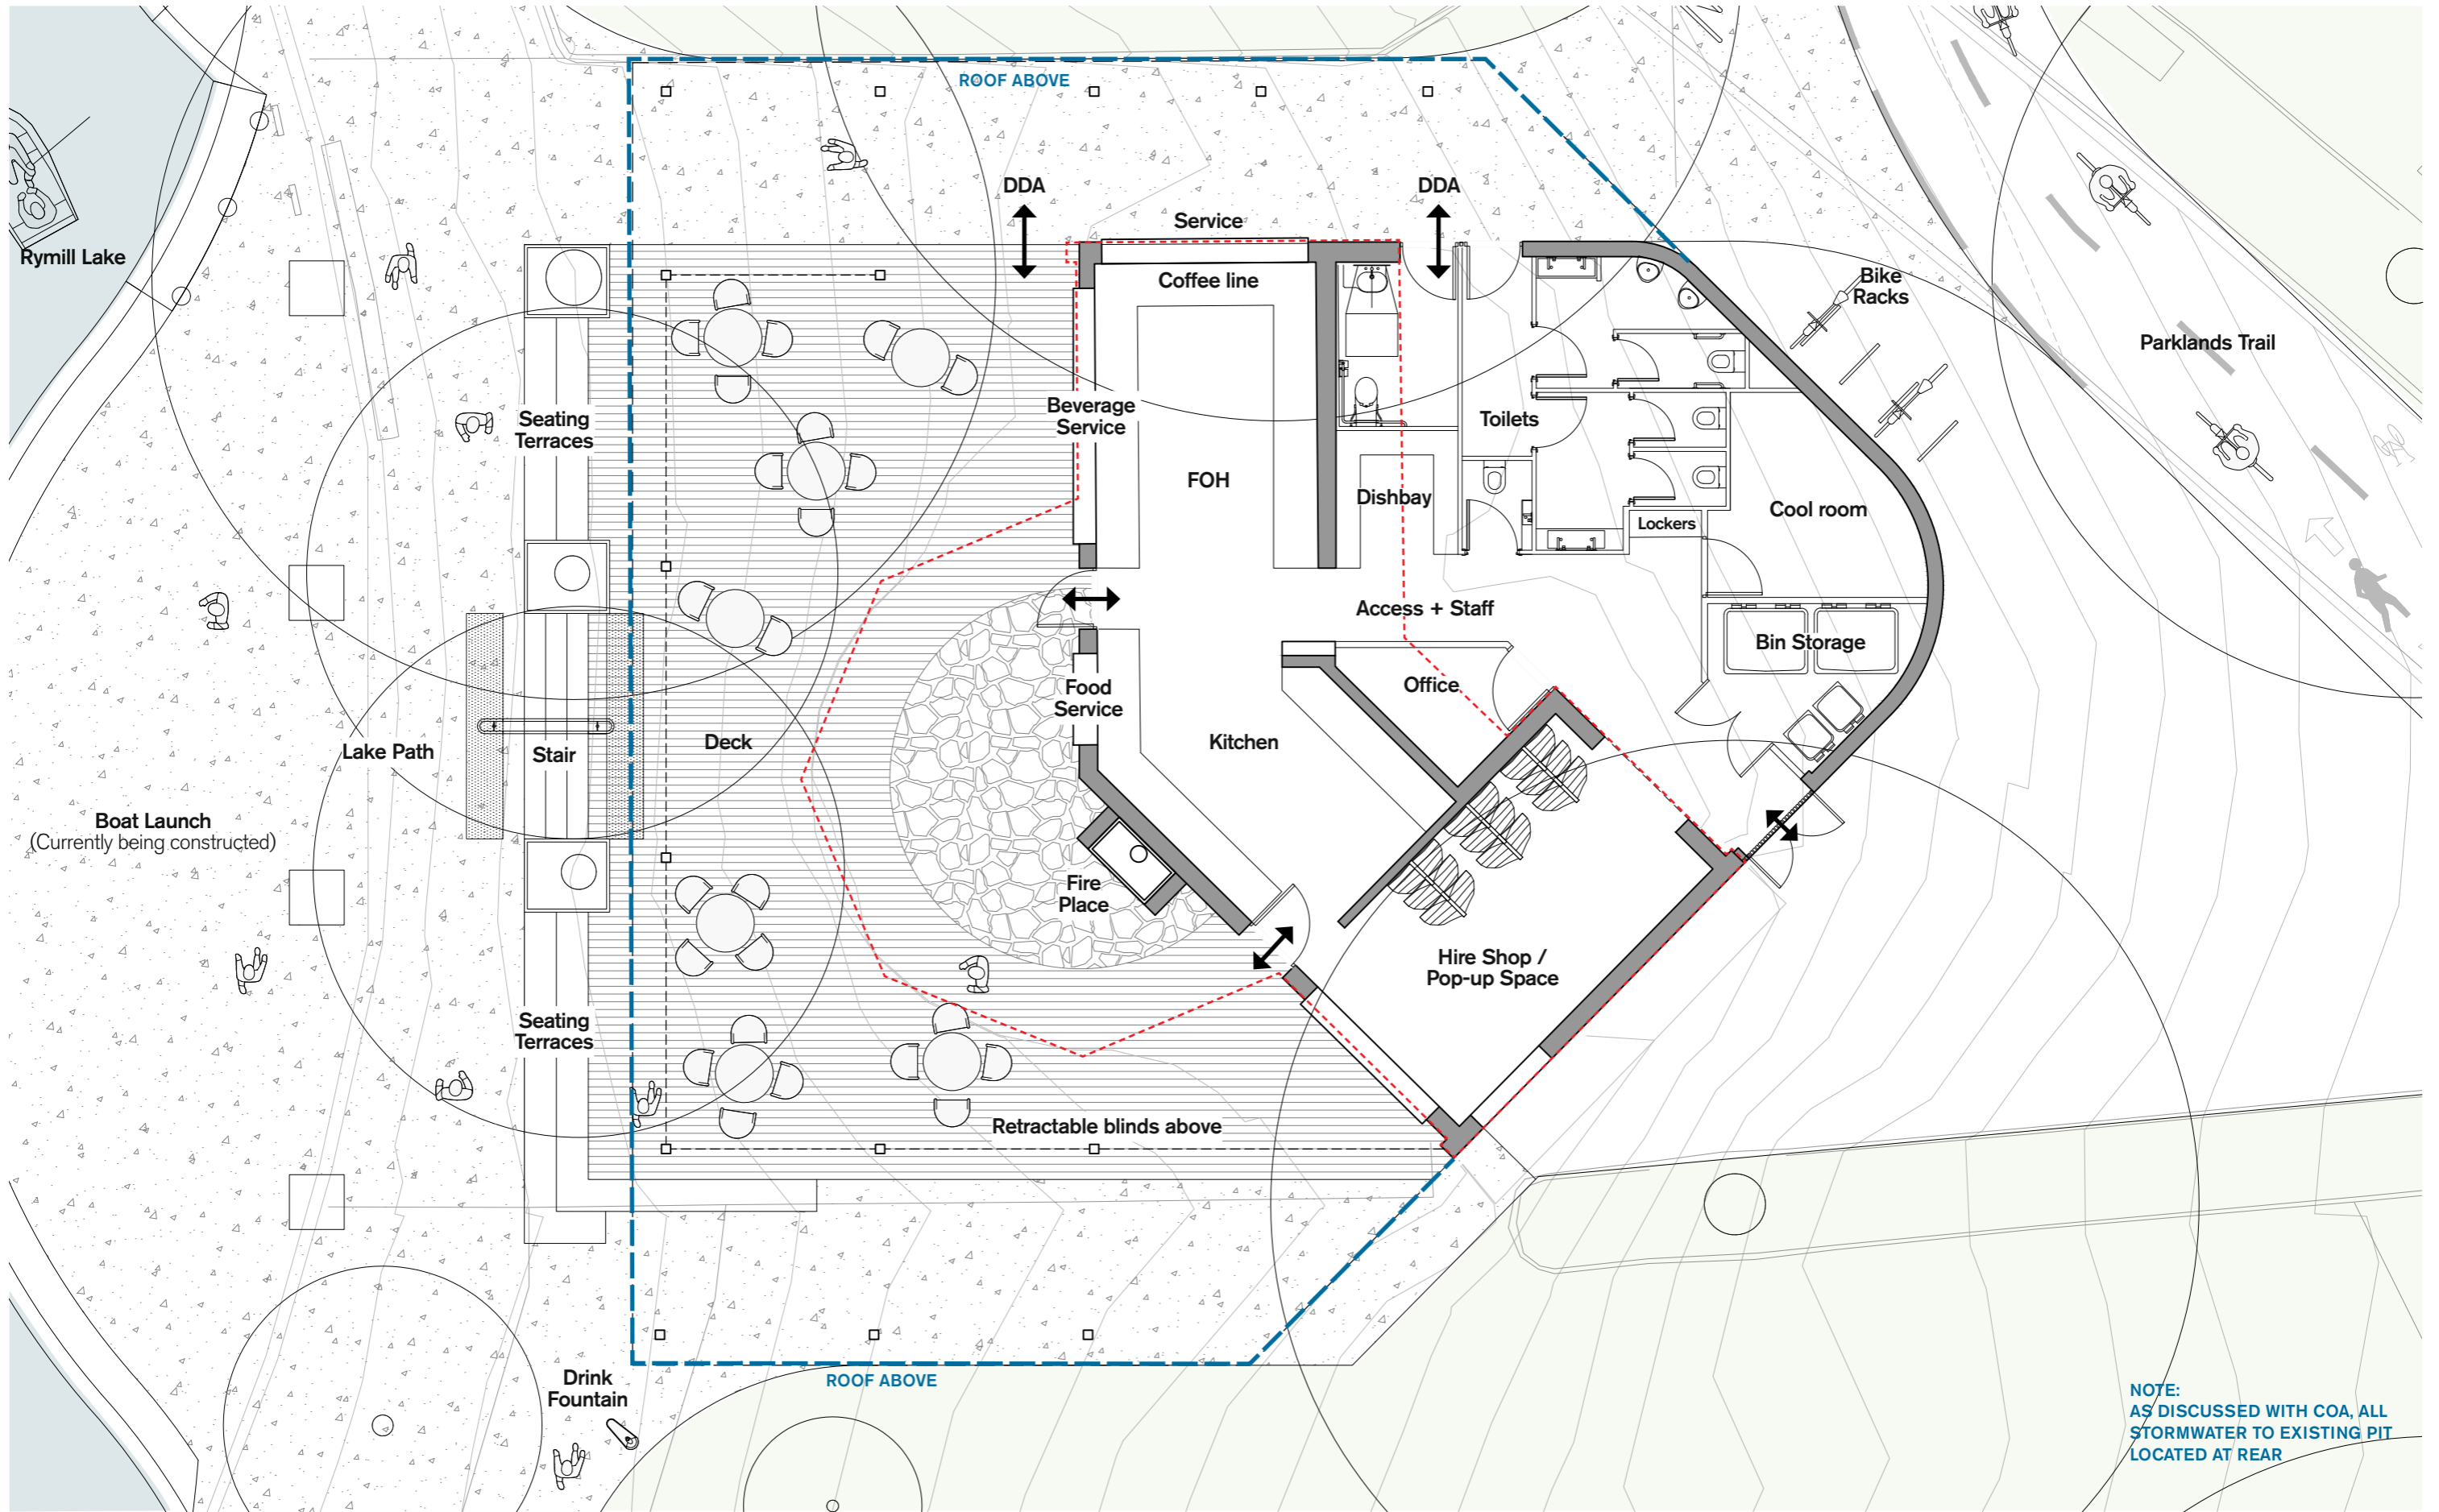 ROOF ABOVE
DDA
DDA
Service
Rymill Lake
Coffee line
Bike
Racks
Parklands Trail
Seating
Terraces
Beverage
Service
Toilets
FOH
Dishbay
Cool room
Lockers
Access + Staff
Bin Storage
Office
Food
Service
Lake Path
Stair
Deck
Kitchen
Boat Launch
(Currently being constructed)
Fire
Place
Hire Shop /
Pop-up Space
Seating
Terraces
Retractable blinds above
Drink
Fountain
ROOF ABOVE
NOTE:
AS DISCUSSED WITH COA, ALL
STORMWATER TO EXISTING PIT
LOCATED AT REAR